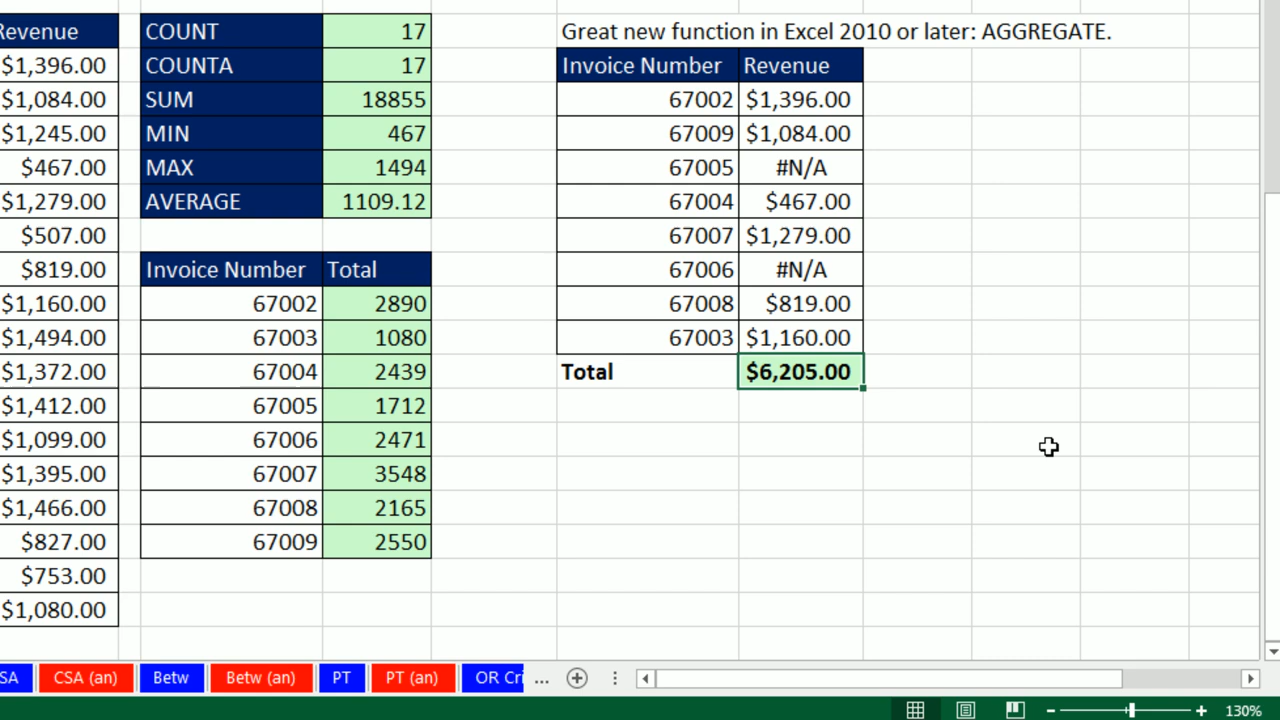 Revenue COUNT 17 Great new function in Excel 2010 or later: AGGREGATE.
$1,396.00 COUNTA 17 Invoice Number Revenue
$1,084.00 SUM 18855 67002 $1,396.00
$1,245.00 MIN 467 67009 $1,084.00
$467.00 MAX 1494 67005 #N/A
$1,279.00 AVERAGE 1109.12 67004 $467.00
$507.00 67007 $1,279.00
$819.00 Invoice Number Total 67006 #N/A
$1,160.00 67002 2890 67008 $819.00
$1,494.00 67003 1080 67003 $1,160.00
$1,372.00 67004 2439 Total $6,205.00
$1,412.00 67005 1712
$1,099.00 67006 2471
$1,395.00 67007 3548
$1,466.00 67008 2165
$827.00 67009 2550
$753.00
$1,080.00
SA CSA (an) Betw Betw (an) PT PT (an) OR Cri ...
130%